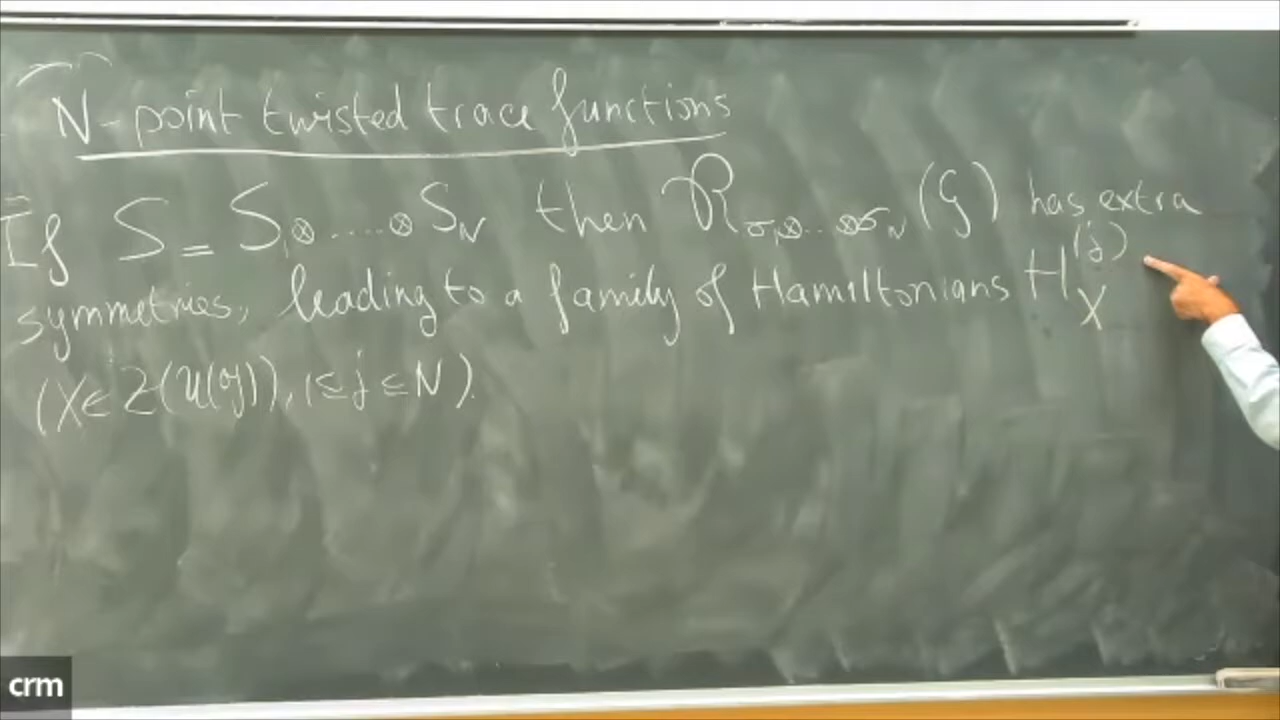 N-point twisted trace functions
If S = S₁⊗.....⊗S_N then R_{σ₁⊗...⊗σ_N}(G) has extra
symmetries, leading to a family of Hamiltonians H_X^{(j)}
(X∈Z(U(g)), 1≤j≤N).
crm